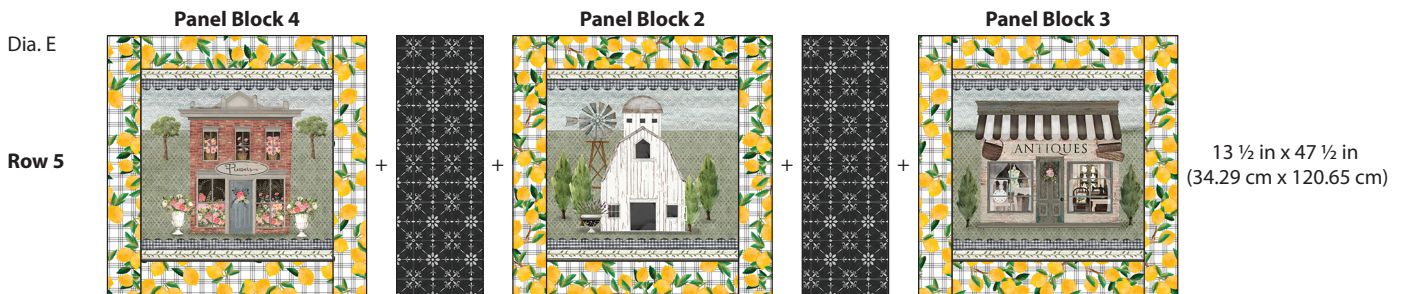 Panel Block 4
Panel Block 2
Panel Block 3
Dia. E
Row 5
+
+
+
+
Flowers
ANTIQUES
13 ½ in x 47 ½ in
(34.29 cm x 120.65 cm)